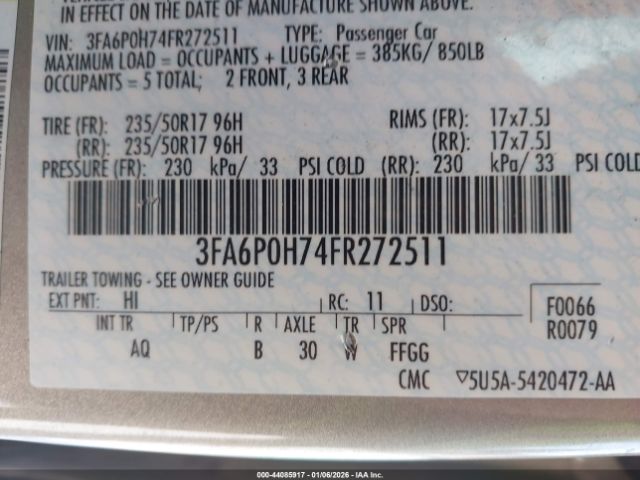 IN EFFECT ON THE DATE OF MANUFACTURE SHOWN ABOVE.
VIN: 3FA6P0H74FR272511 TYPE: Passenger Car
MAXIMUM LOAD = OCCUPANTS + LUGGAGE = 385KG/ 850LB
OCCUPANTS = 5 TOTAL; 2 FRONT, 3 REAR
TIRE (FR): 235/50R17 96H RIMS (FR): 17x7.5J
(RR): 235/50R17 96H (RR): 17x7.5J
PRESSURE (FR): 230 kPa/ 33 PSI COLD (RR): 230 kPa/ 33 PSI COLD
3FA6P0H74FR272511
TRAILER TOWING - SEE OWNER GUIDE
EXT PNT: HI RC: 11 DSO: F0066
INT TR TP/PS R AXLE TR SPR R0079
AQ B 30 W FFGG
CMC ▽5U5A-5420472-AA
000-44085917 - 01/06/2026 - IAA Inc.